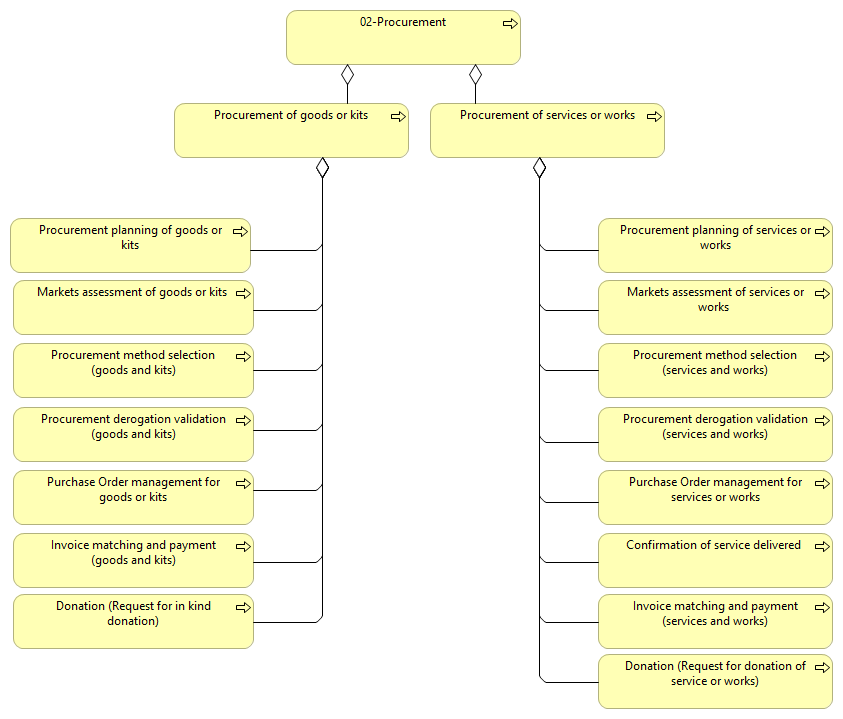 02-Procurement
Procurement of goods or kits
Procurement of services or works
Procurement planning of goods or
kits
Markets assessment of goods or kits
Procurement method selection
(goods and kits)
Procurement derogation validation
(goods and kits)
Purchase Order management for
goods or kits
Invoice matching and payment
(goods and kits)
Donation (Request for in kind
donation)
Procurement planning of services or
works
Markets assessment of services or
works
Procurement method selection
(services and works)
Procurement derogation validation
(services and works)
Purchase Order management for
services or works
Confirmation of service delivered
Invoice matching and payment
(services and works)
Donation (Request for donation of
service or works)